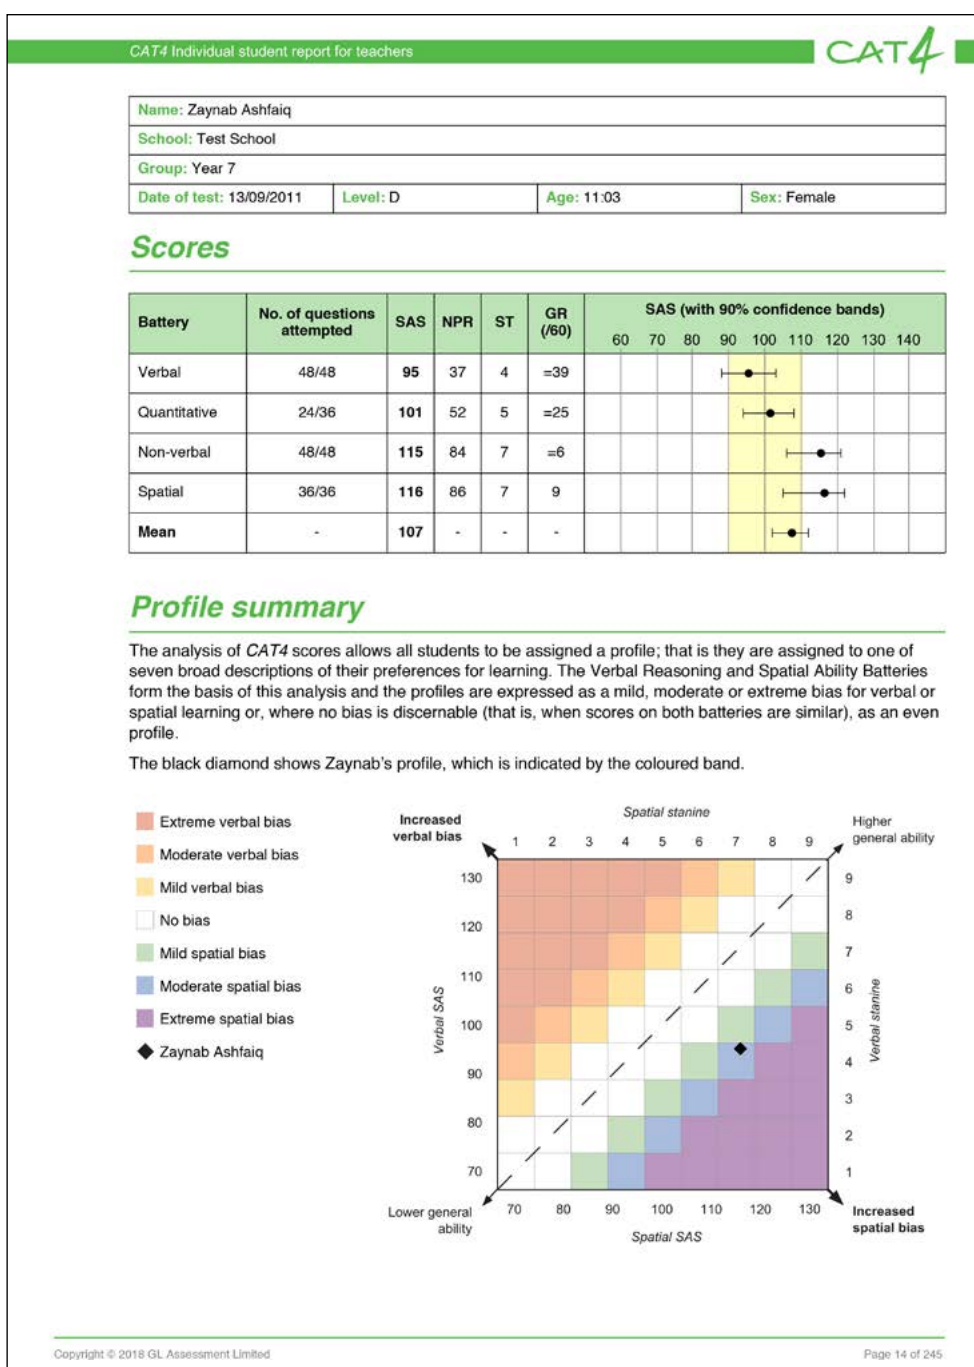 CAT4 Individual student report for teachers
CAT4
Name: Zaynab Ashfaiq
School: Test School
Group: Year 7
Date of test: 13/09/2011 Level: D Age: 11:03 Sex: Female
Scores
Battery No. of questions attempted SAS NPR ST GR (/60) SAS (with 90% confidence bands)
60 70 80 90 100 110 120 130 140
Verbal 48/48 95 37 4 =39
Quantitative 24/36 101 52 5 =25
Non-verbal 48/48 115 84 7 =6
Spatial 36/36 116 86 7 9
Mean - 107 - - -
Profile summary
The analysis of CAT4 scores allows all students to be assigned a profile; that is they are assigned to one of
seven broad descriptions of their preferences for learning. The Verbal Reasoning and Spatial Ability Batteries
form the basis of this analysis and the profiles are expressed as a mild, moderate or extreme bias for verbal or
spatial learning or, where no bias is discernable (that is, when scores on both batteries are similar), as an even
profile.
The black diamond shows Zaynab's profile, which is indicated by the coloured band.
Extreme verbal bias
Moderate verbal bias
Mild verbal bias
No bias
Mild spatial bias
Moderate spatial bias
Extreme spatial bias
Zaynab Ashfaiq
Increased
verbal bias
Spatial stanine
Higher
general ability
1 2 3 4 5 6 7 8 9
130
120
110
100
90
80
70
Verbal SAS
9
8
7
6
5
4
3
2
1
Verbal stanine
Lower general
ability
70 80 90 100 110 120 130
Spatial SAS
Increased
spatial bias
Copyright © 2018 GL Assessment Limited
Page 14 of 245